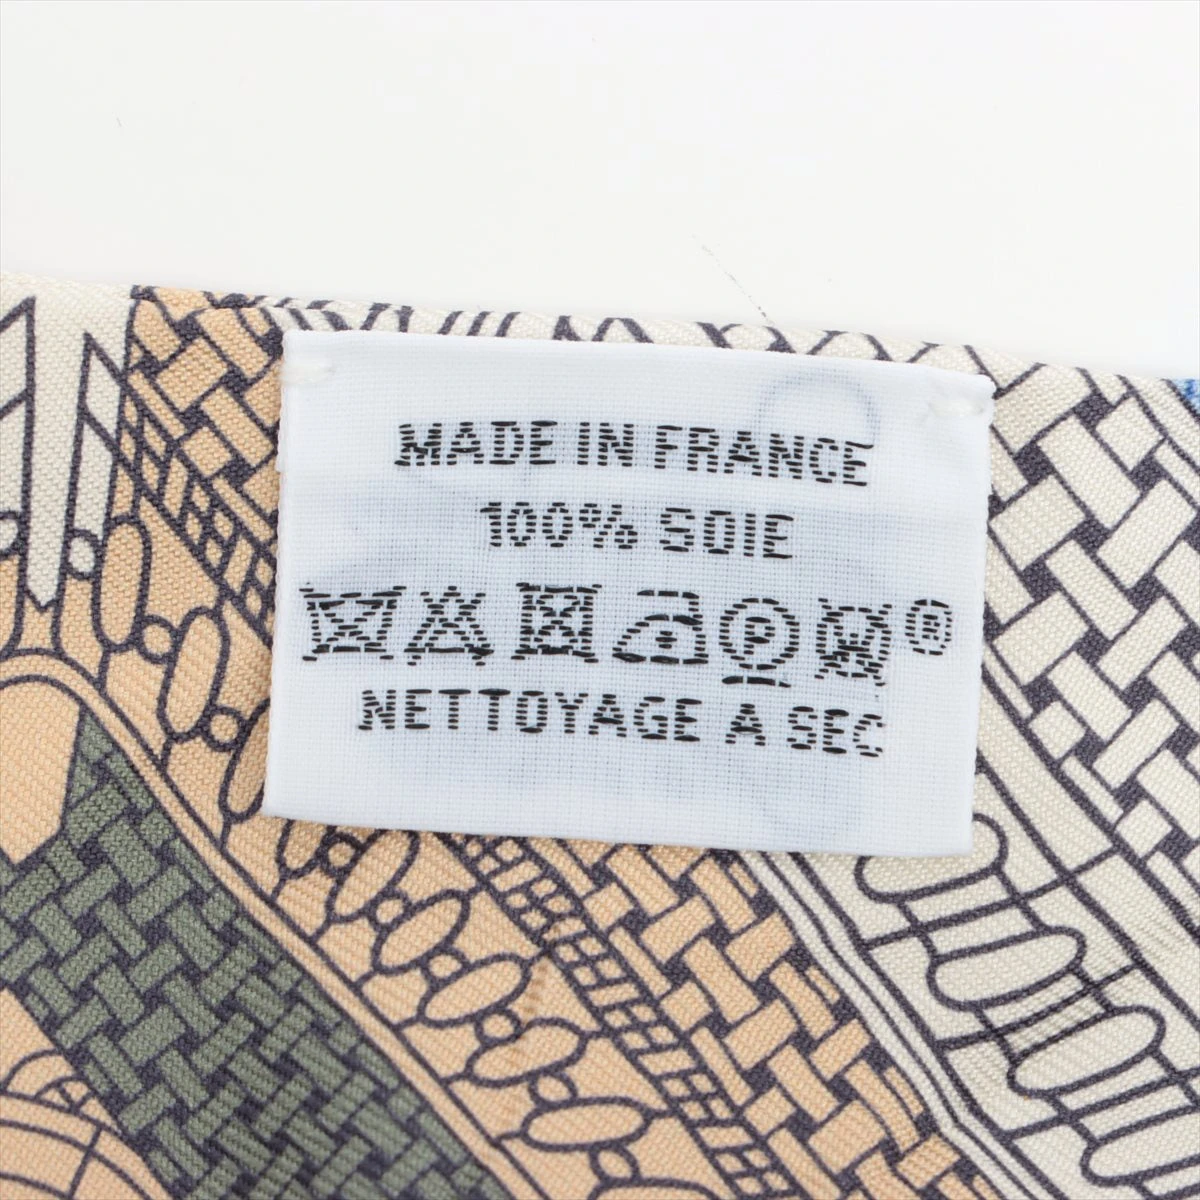 MADE IN FRANCE
100% SOIE
P W ®
NETTOYAGE A SEC